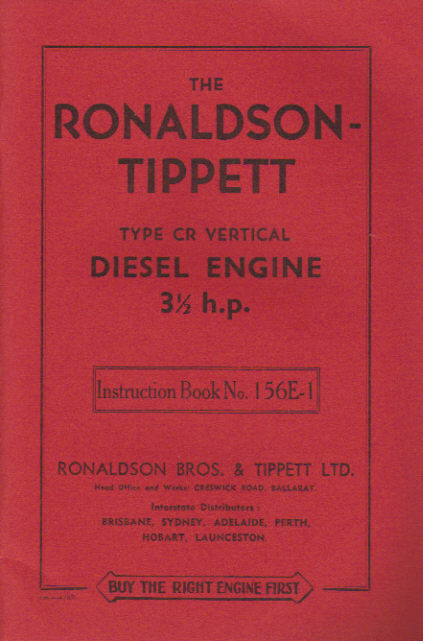 THE
RONALDSON-
TIPPETT
TYPE CR VERTICAL
DIESEL ENGINE
3½ h.p.
Instruction Book No. 156E-1
RONALDSON BROS. & TIPPETT LTD.
Head Office and Works: CRESWICK ROAD, BALLARAT.
Interstate Distributors:
BRISBANE, SYDNEY, ADELAIDE, PERTH,
HOBART, LAUNCESTON.
BUY THE RIGHT ENGINE FIRST